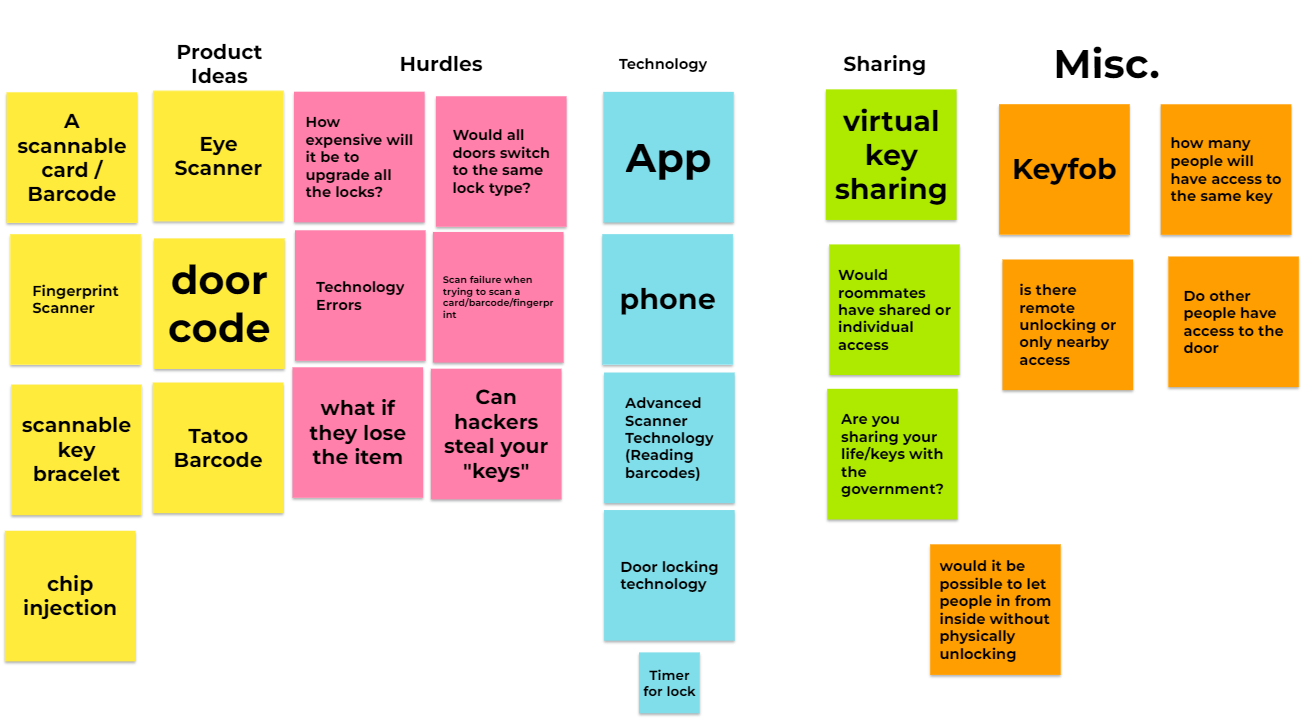 Product
Ideas
Hurdles
Technology
Sharing
Misc.
A
scannable
card /
Barcode
Eye
Scanner
Fingerprint
Scanner
door
code
scannable
key
bracelet
Tatoo
Barcode
chip
injection
How
expensive will
it be to
upgrade all
the locks?
Would all
doors switch
to the same
lock type?
Technology
Errors
Scan failure when
trying to scan a
card/barcode/fingerpr
int
what if
they lose
the item
Can
hackers
steal your
"keys"
App
phone
Advanced
Scanner
Technology
(Reading
barcodes)
Door locking
technology
Timer
for lock
virtual
key
sharing
Would
roommates
have shared or
individual
access
Are you
sharing your
life/keys with
the
government?
Keyfob
how many
people will
have access to
the same key
is there
remote
unlocking or
only nearby
access
Do other
people have
access to the
door
would it be
possible to let
people in from
inside without
physically
unlocking